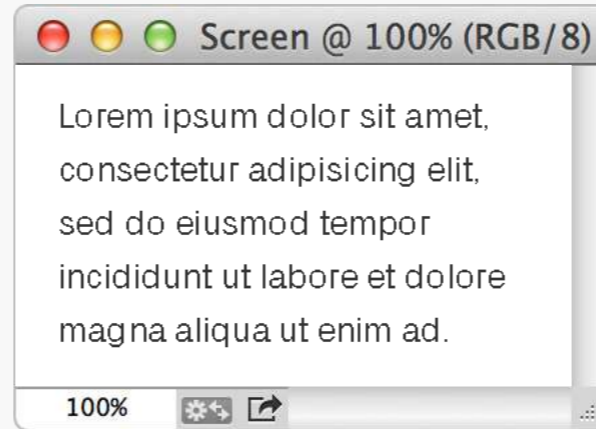 Screen @ 100% (RGB/8)
Lorem ipsum dolor sit amet,
consectetur adipisicing elit,
sed do eiusmod tempor
incididunt ut labore et dolore
magna aliqua ut enim ad.
100%